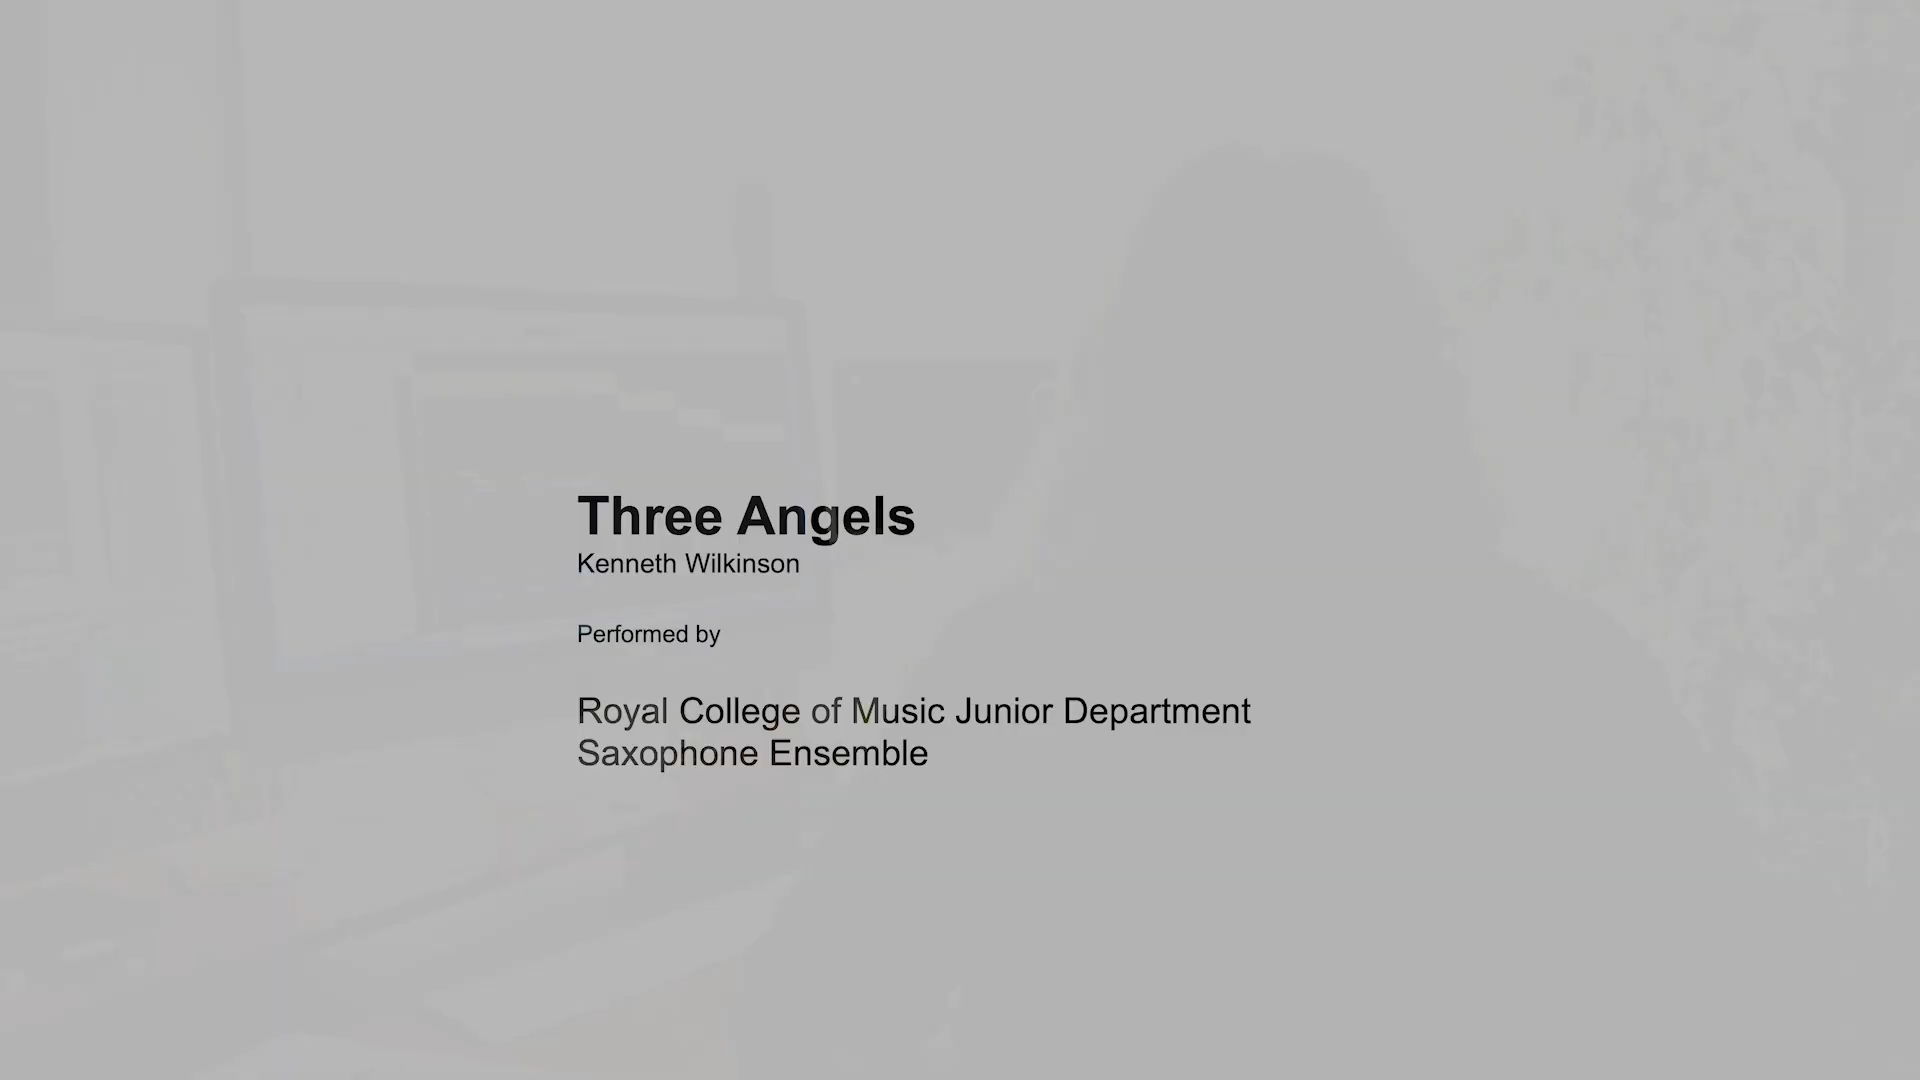 Three Angels
Kenneth Wilkinson
Performed by
Royal College of Music Junior Department
Saxophone Ensemble